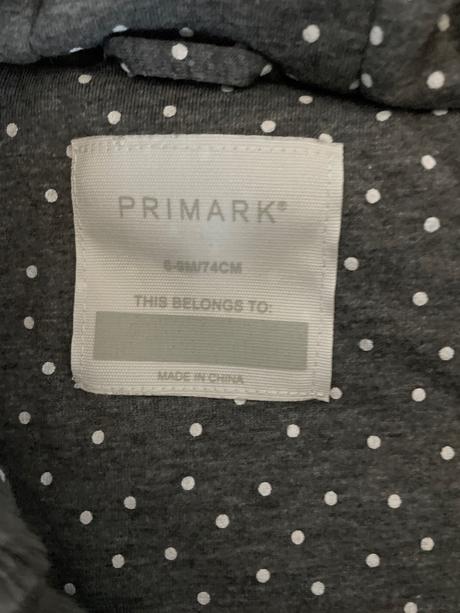 PRIMARK®
6-9M/74CM
THIS BELONGS TO:
MADE IN CHINA